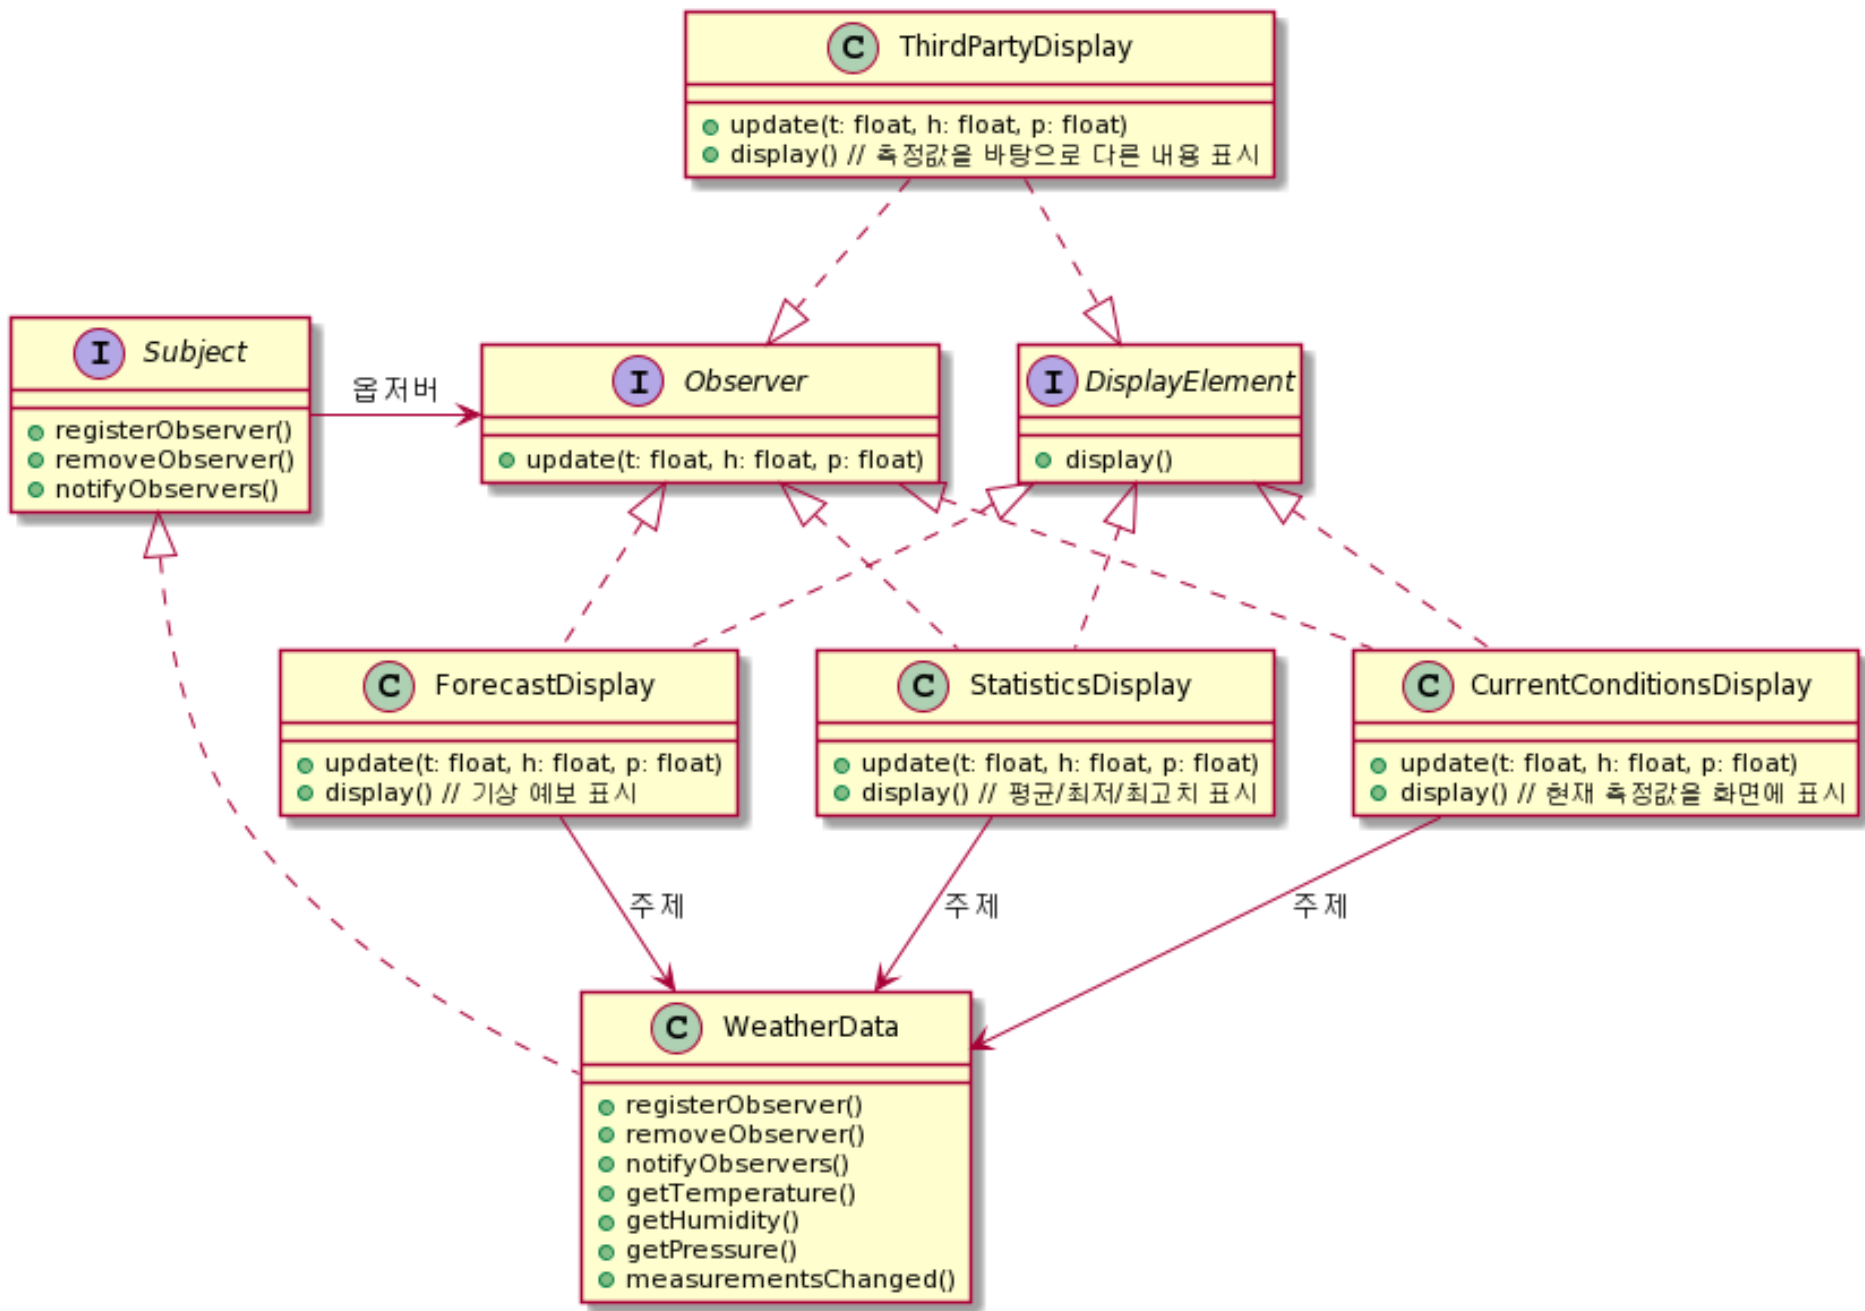 C ThirdPartyDisplay
update(t: float, h: float, p: float)
display() // 측정값을 바탕으로 다른 내용 표시
I Subject
registerObserver()
removeObserver()
notifyObservers()
옵저버
I Observer
update(t: float, h: float, p: float)
I DisplayElement
display()
C ForecastDisplay
update(t: float, h: float, p: float)
display() // 기상 예보 표시
C StatisticsDisplay
update(t: float, h: float, p: float)
display() // 평균/최저/최고치 표시
C CurrentConditionsDisplay
update(t: float, h: float, p: float)
display() // 현재 측정값을 화면에 표시
주제
주제
주제
C WeatherData
registerObserver()
removeObserver()
notifyObservers()
getTemperature()
getHumidity()
getPressure()
measurementsChanged()